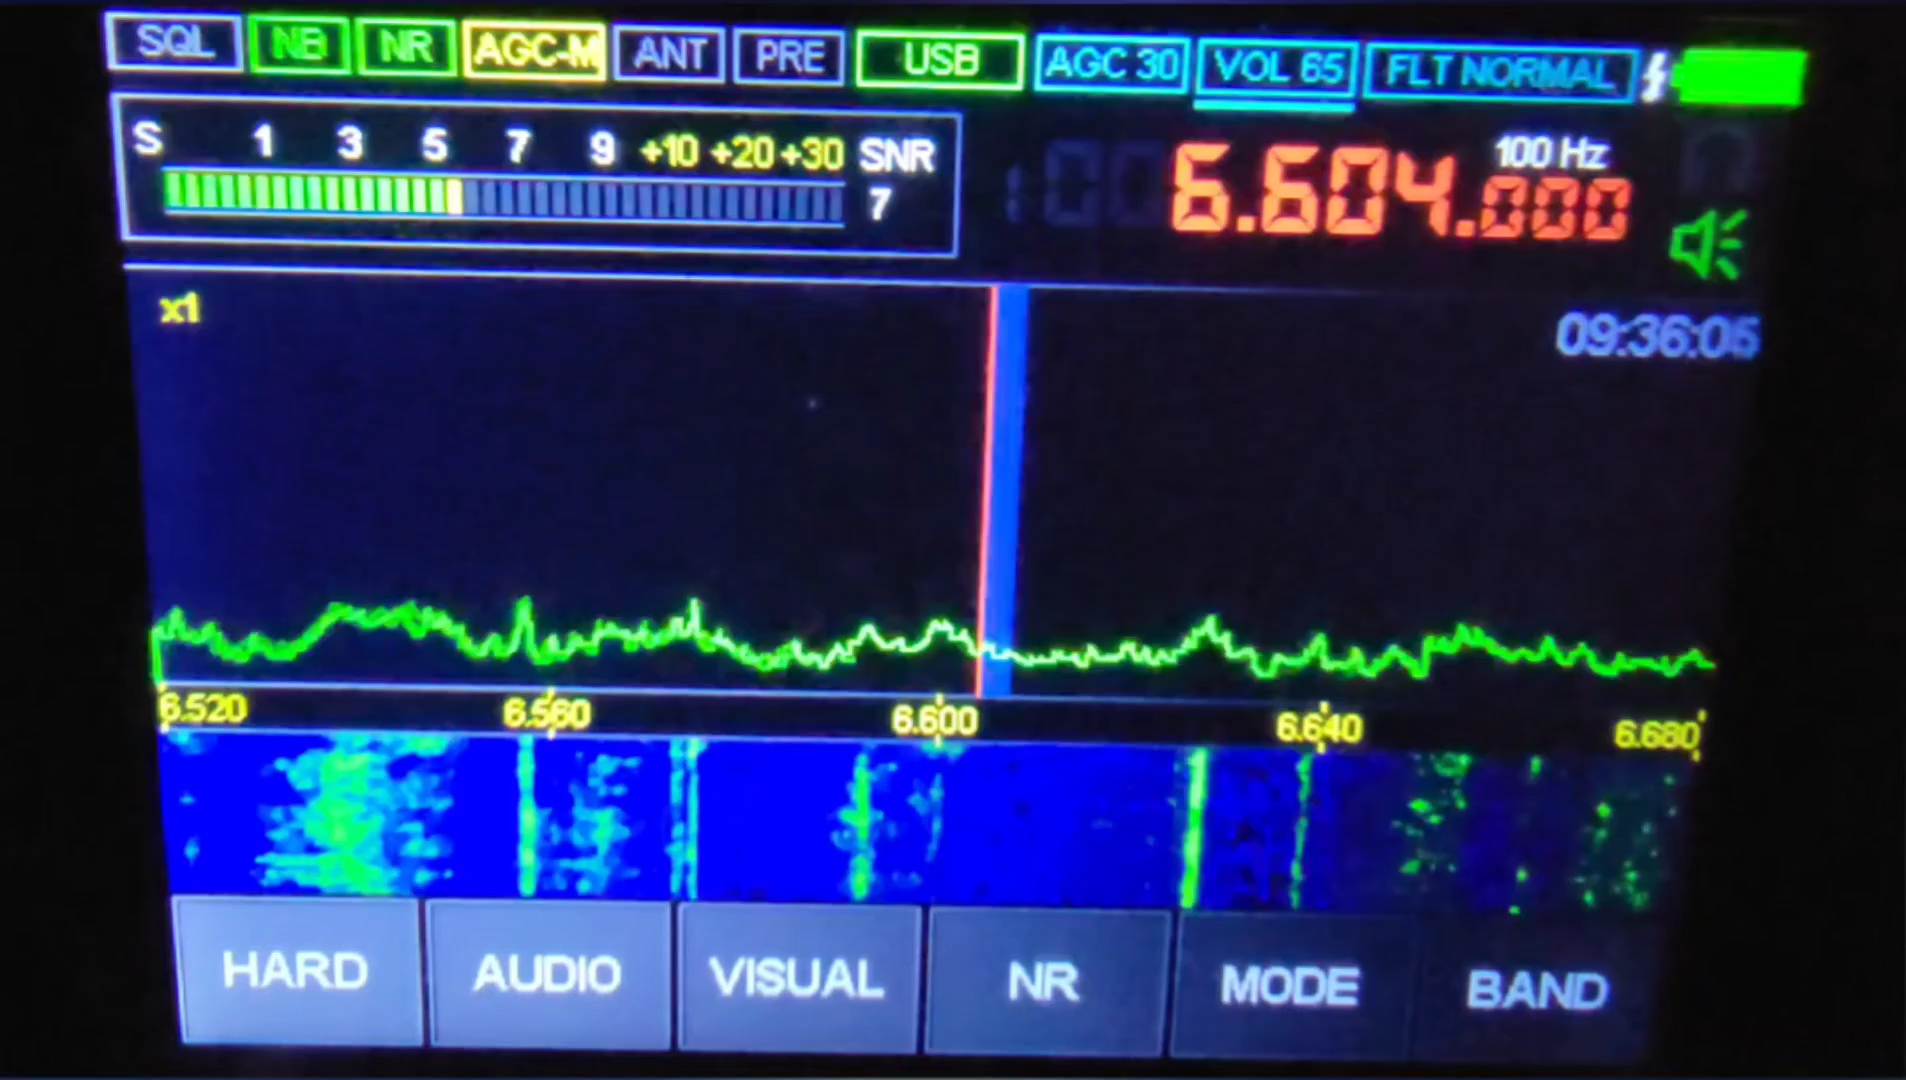 SQL NB NR AGC-M ANT PRE USB AGC 30 VOL 65 FLT NORMAL
S 1 3 5 7 9 +10 +20 +30 SNR
7
100 Hz
6.604.000
x1
09:36:05
6.520 6.560 6.600 6.640 6.680
HARD AUDIO VISUAL NR MODE BAND